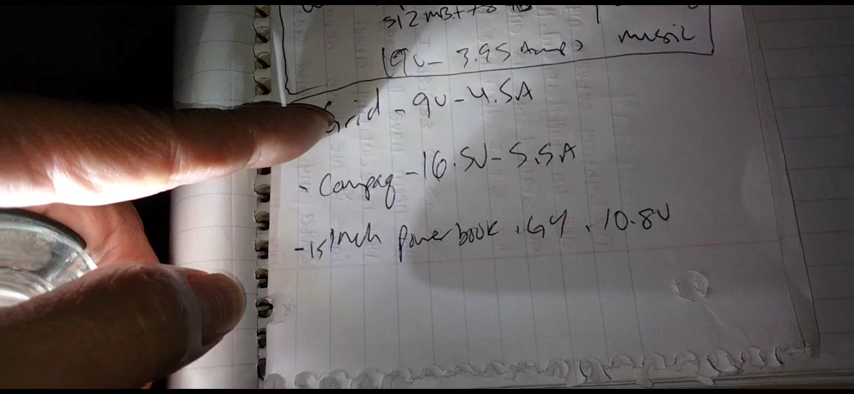 (19V - 3.95 Amp) music
Grid - 9V - 4.5A
- Compaq - 16.5V - 5.5A
- 15 inch Powerbook . G4 . 10.8V